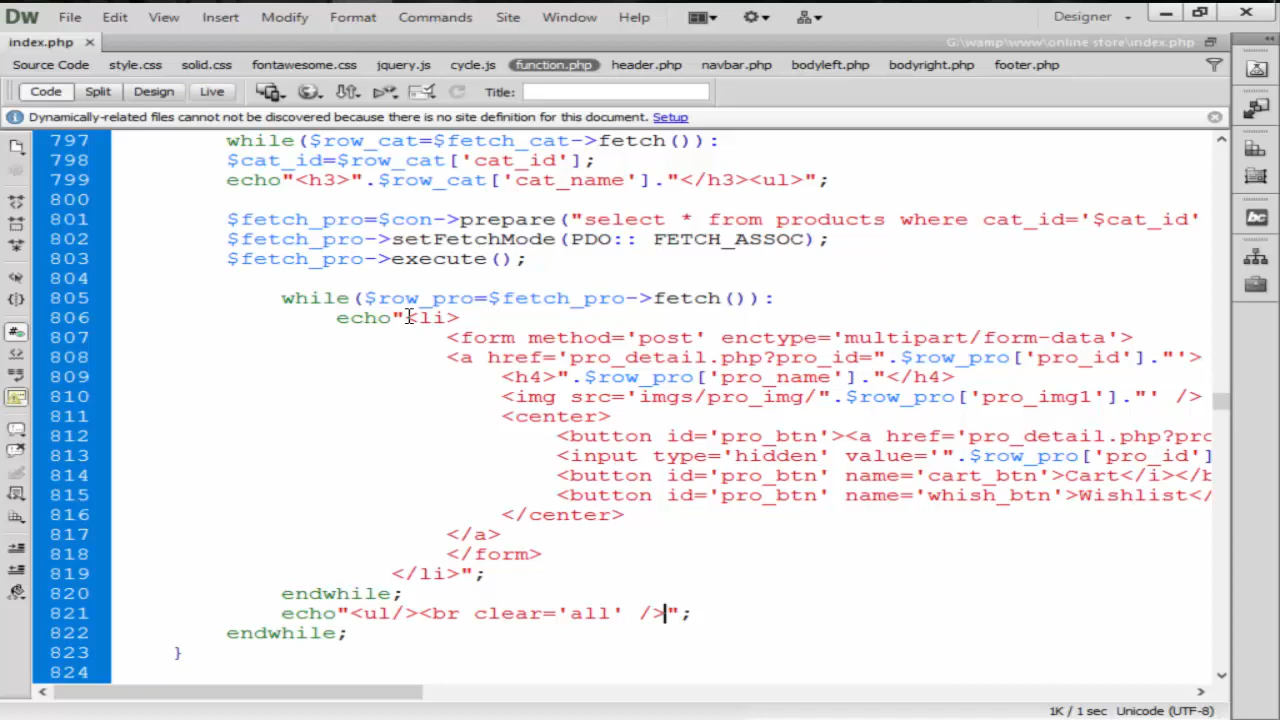 DW File Edit View Insert Modify Format Commands Site Window Help Designer
index.php G:\wamp\www\online store\index.php
Source Code style.css solid.css fontawesome.css jquery.js cycle.js function.php header.php navbar.php bodyleft.php bodyright.php footer.php
Code Split Design Live Title:
Dynamically-related files cannot be discovered because there is no site definition for this document. Setup
797 while($row_cat=$fetch_cat->fetch()):
798 $cat_id=$row_cat['cat_id'];
799 echo"<h3>".$row_cat['cat_name']."</h3><ul>";
800
801 $fetch_pro=$con->prepare("select * from products where cat_id='$cat_id'
802 $fetch_pro->setFetchMode(PDO:: FETCH_ASSOC);
803 $fetch_pro->execute();
804
805 while($row_pro=$fetch_pro->fetch()):
806 echo"<li>
807 <form method='post' enctype='multipart/form-data'>
808 <a href='pro_detail.php?pro_id=".$row_pro['pro_id']."'>
809 <h4>".$row_pro['pro_name']."</h4>
810 <img src='imgs/pro_img/".$row_pro['pro_img1']."' />
811 <center>
812 <button id='pro_btn'><a href='pro_detail.php?pro
813 <input type='hidden' value='".$row_pro['pro_id']
814 <button id='pro_btn' name='cart_btn'>Cart</i></b
815 <button id='pro_btn' name='whish_btn'>Wishlist</
816 </center>
817 </a>
818 </form>
819 </li>";
820 endwhile;
821 echo"<ul/><br clear='all' />";
822 endwhile;
823 }
824
1K / 1 sec Unicode (UTF-8)